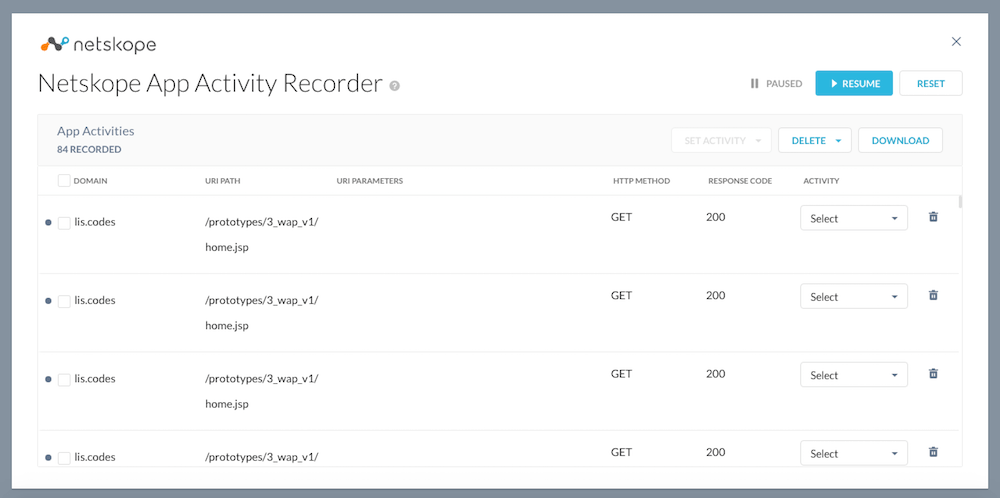 netskope
Netskope App Activity Recorder ?
PAUSED RESUME RESET
App Activities
84 RECORDED
SET ACTIVITY DELETE DOWNLOAD
DOMAIN URI PATH URI PARAMETERS HTTP METHOD RESPONSE CODE ACTIVITY
lis.codes /prototypes/3_wap_v1/ GET 200 Select
home.jsp
lis.codes /prototypes/3_wap_v1/ GET 200 Select
home.jsp
lis.codes /prototypes/3_wap_v1/ GET 200 Select
home.jsp
lis.codes /prototypes/3_wap_v1/ GET 200 Select